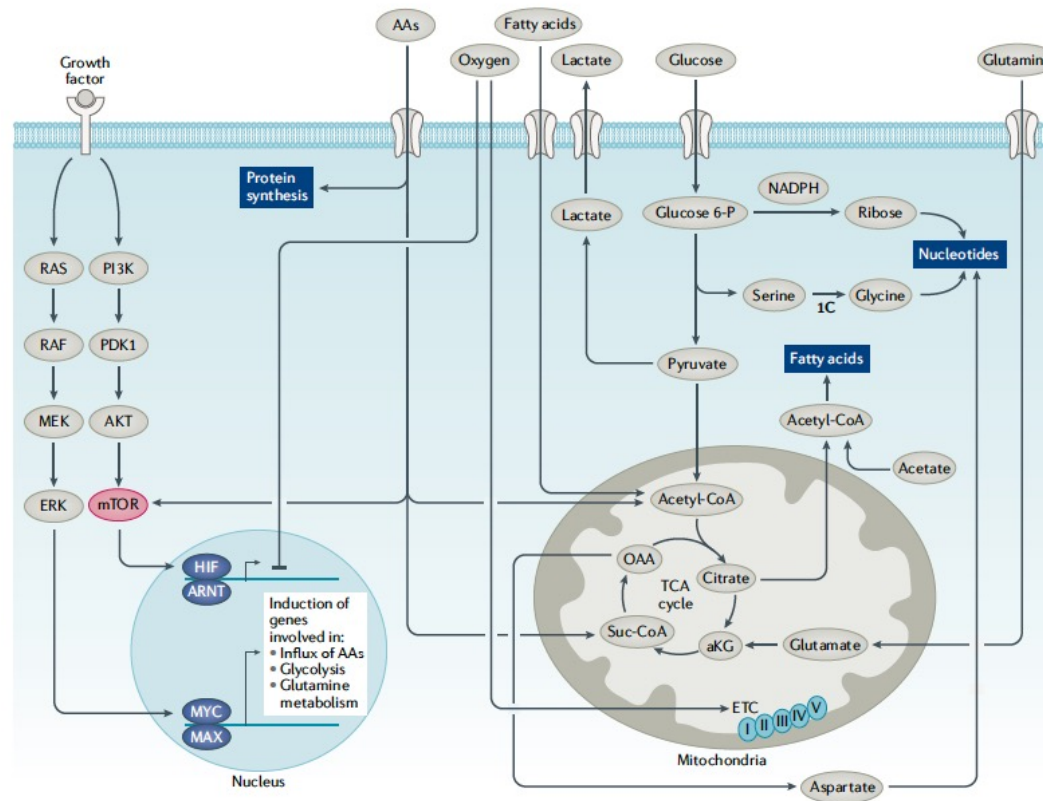 AAs
Fatty acids
Oxygen
Lactate
Glucose
Glutamin
Growth
factor
Protein
synthesis
NADPH
Lactate
Glucose 6-P
Ribose
Nucleotides
RAS
PI3K
Serine
1C
Glycine
RAF
PDK1
Pyruvate
Fatty acids
MEK
AKT
Acetyl-CoA
Acetate
ERK
mTOR
Acetyl-CoA
HIF
ARNT
OAA
Citrate
TCA
cycle
Induction of
genes
involved in:
• Influx of AAs
• Glycolysis
• Glutamine
metabolism
Suc-CoA
aKG
Glutamate
MYC
MAX
ETC
I II III IV V
Nucleus
Mitochondria
Aspartate